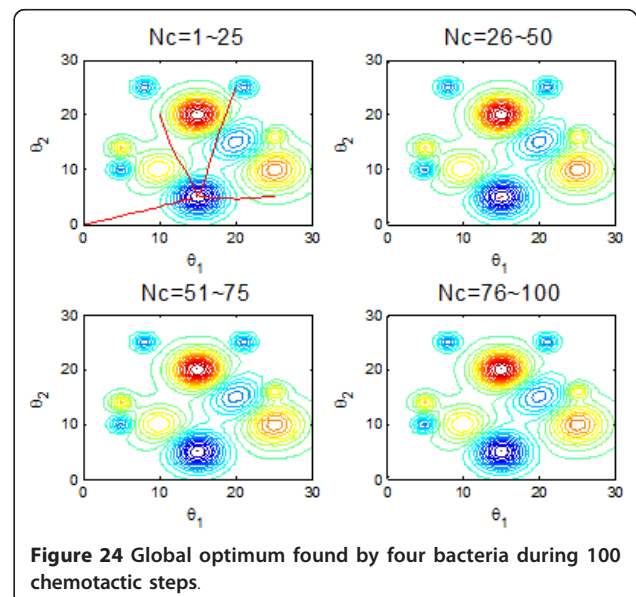 Nc=1~25
Nc=26~50
30
20
10
0
θ2
0
10
20
30
θ1
30
20
10
0
θ2
0
10
20
30
θ1
Nc=51~75
Nc=76~100
30
20
10
0
θ2
0
10
20
30
θ1
30
20
10
0
θ2
0
10
20
30
θ1
Figure 24 Global optimum found by four bacteria during 100
chemotactic steps.